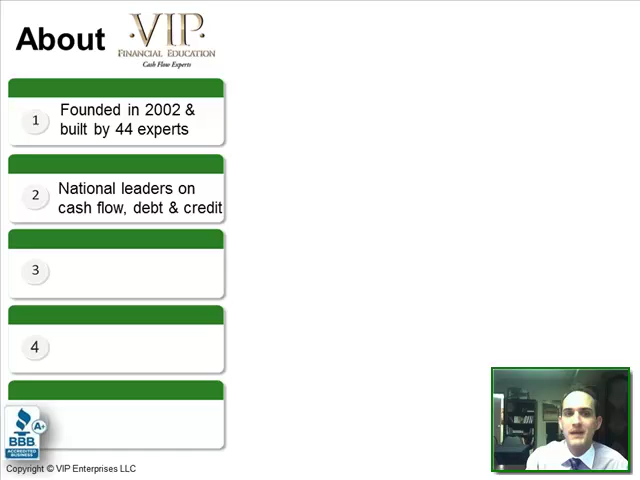 About
VIP
FINANCIAL EDUCATION
Cash Flow Experts
1
Founded in 2002 &
built by 44 experts
2
National leaders on
cash flow, debt & credit
3
4
A+
BBB
ACCREDITED
BUSINESS
Copyright © VIP Enterprises LLC